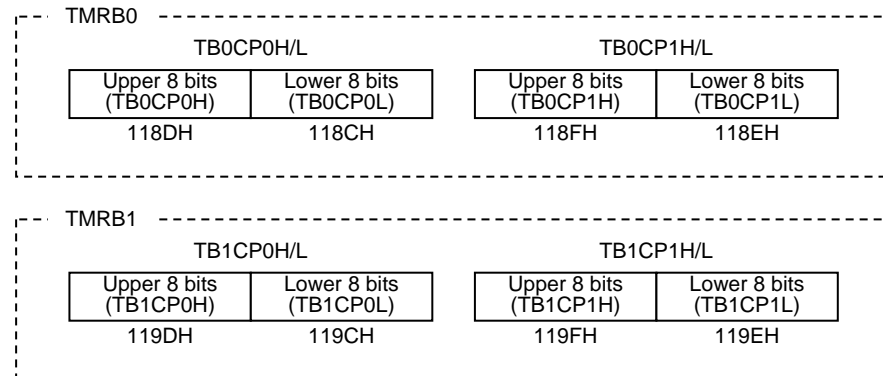 TMRB0
TB0CP0H/L TB0CP1H/L
Upper 8 bits Lower 8 bits Upper 8 bits Lower 8 bits
(TB0CP0H) (TB0CP0L) (TB0CP1H) (TB0CP1L)
118DH 118CH 118FH 118EH
TMRB1
TB1CP0H/L TB1CP1H/L
Upper 8 bits Lower 8 bits Upper 8 bits Lower 8 bits
(TB1CP0H) (TB1CP0L) (TB1CP1H) (TB1CP1L)
119DH 119CH 119FH 119EH